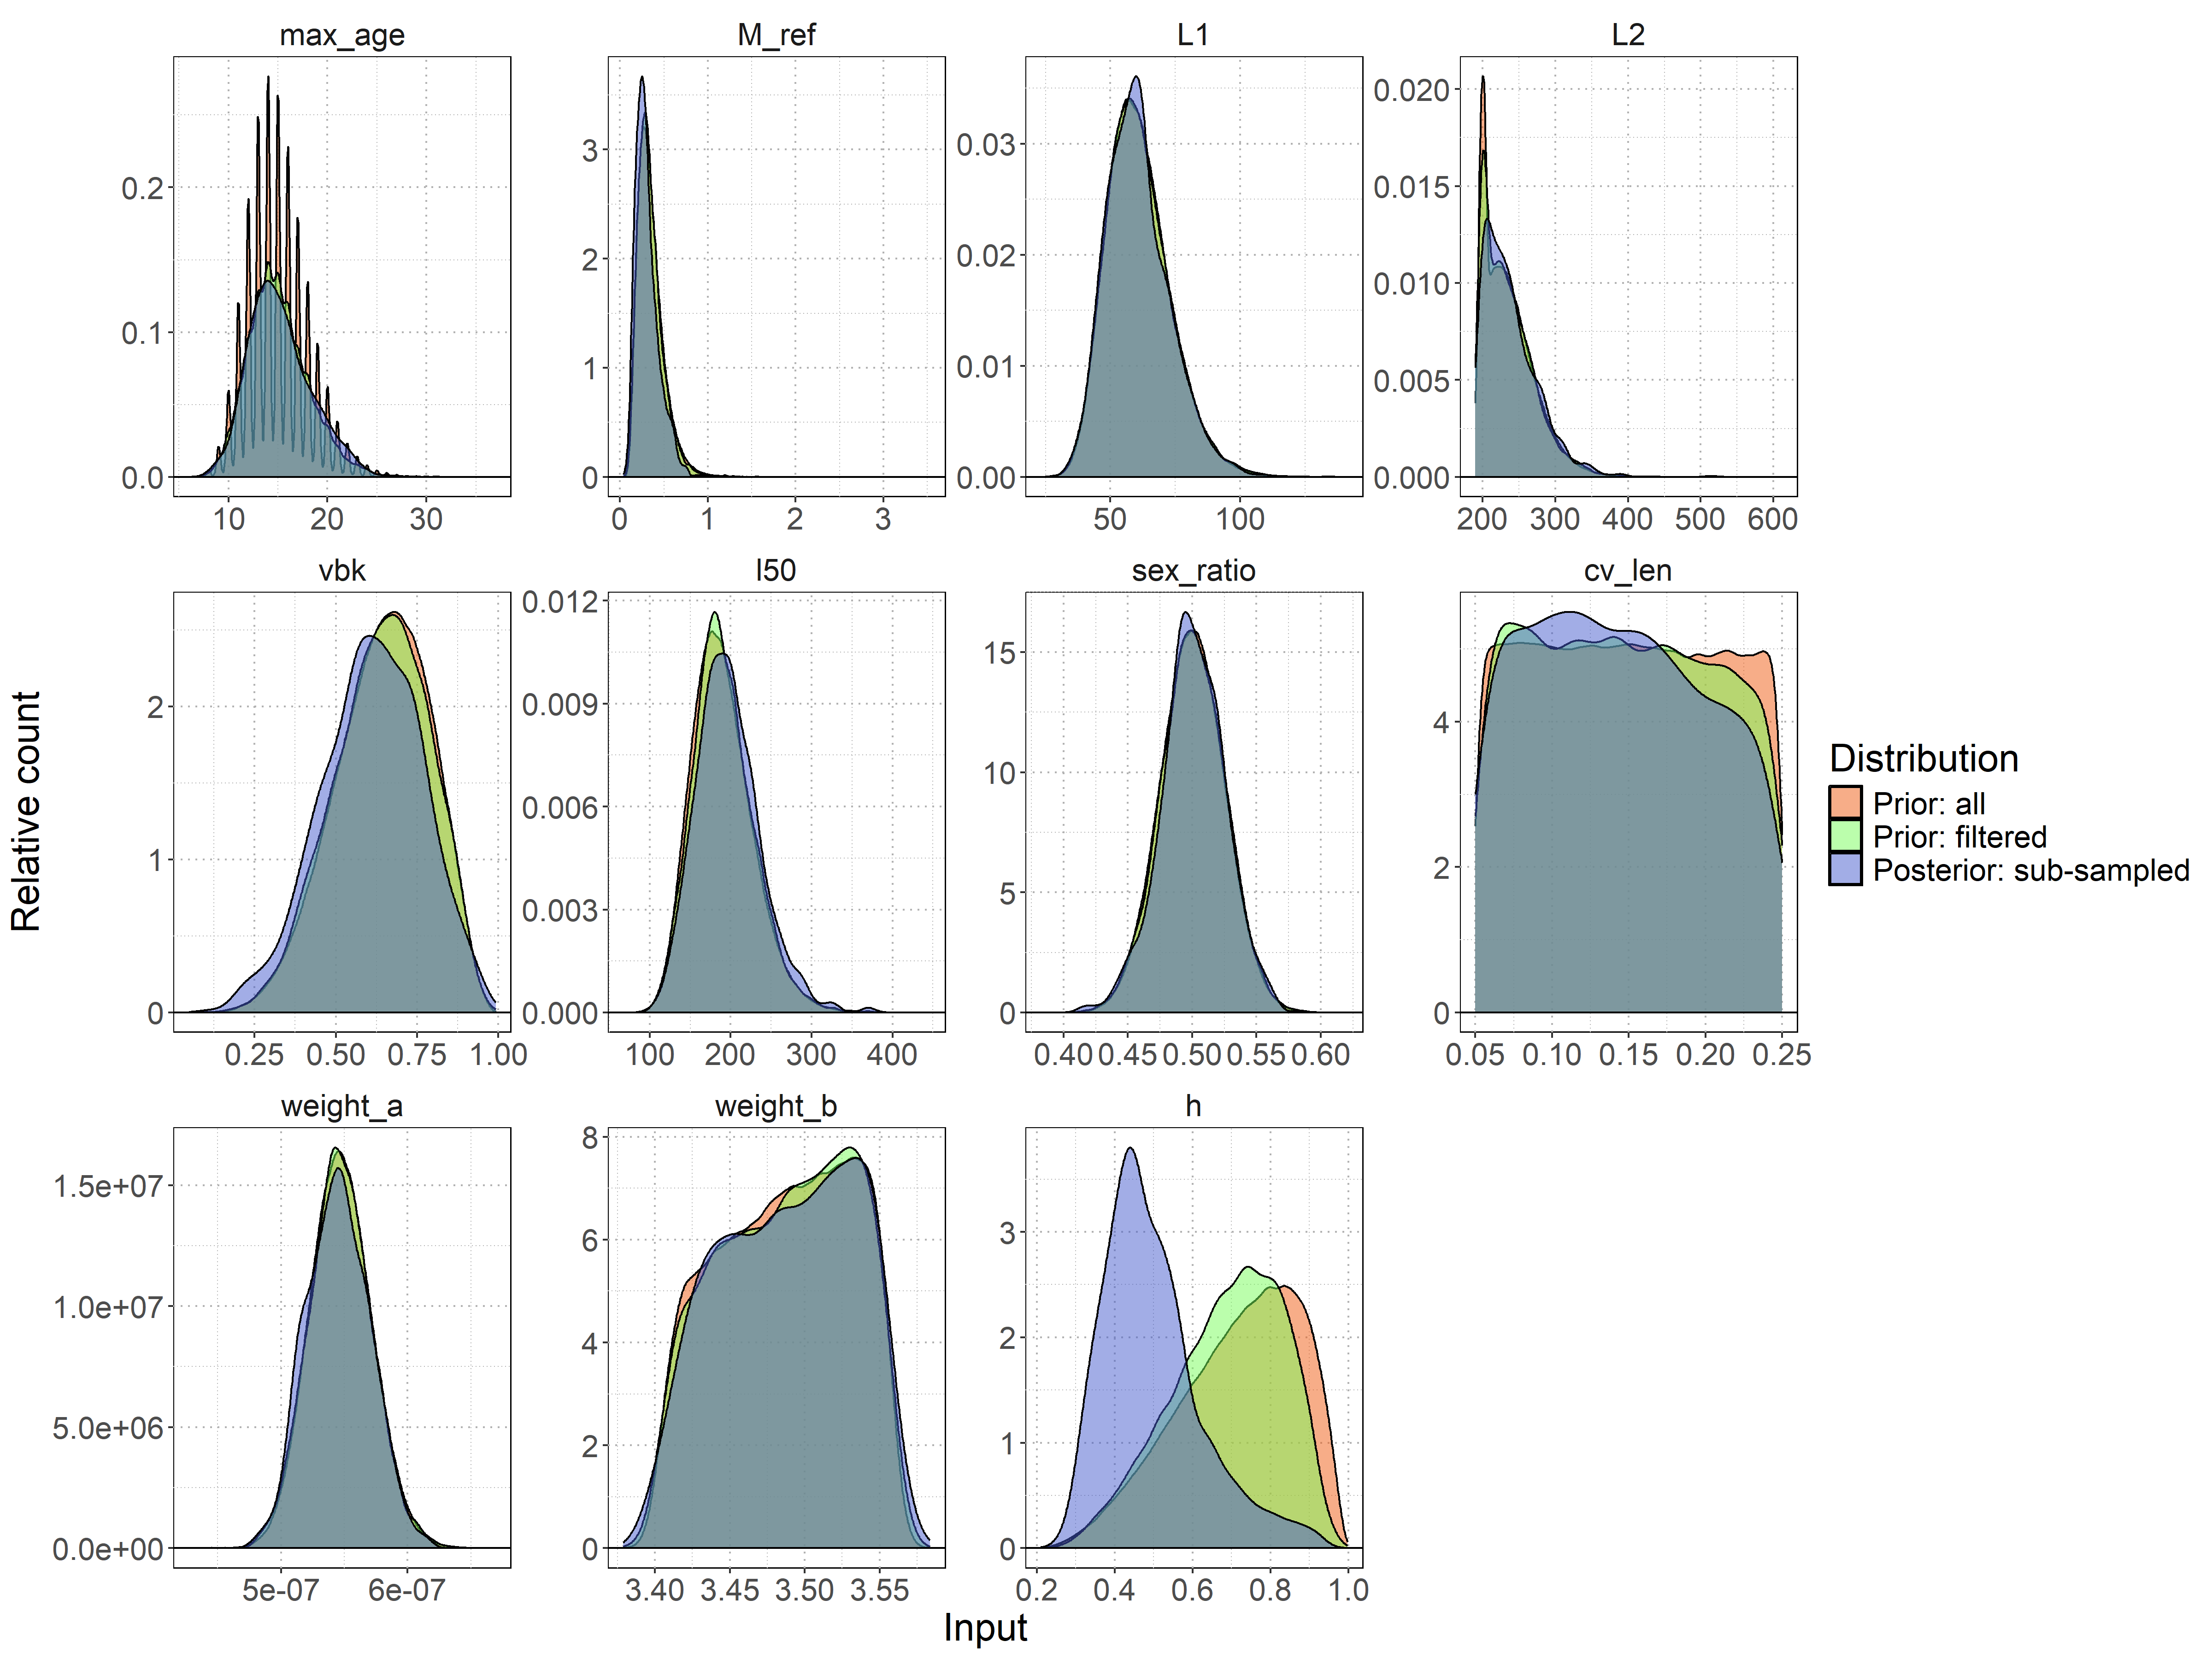 max_age M_ref L1 L2
0.2
0.1
0.0
3
2
1
0
0.03
0.02
0.01
0.00
0.020
0.015
0.010
0.005
0.000
10 20 30
0 1 2 3
50 100
200 300 400 500 600
vbk l50 sex_ratio cv_len
2
1
0
0.012
0.009
0.006
0.003
0.000
15
10
5
0
4
2
0
0.25 0.50 0.75 1.00
100 200 300 400
0.40 0.45 0.50 0.55 0.60
0.05 0.10 0.15 0.20 0.25
Relative count
Distribution
Prior: all
Prior: filtered
Posterior: sub-sampled
weight_a weight_b h
1.5e+07
1.0e+07
5.0e+06
0.0e+00
8
6
4
2
0
3
2
1
0
5e-07 6e-07
3.40 3.45 3.50 3.55
0.2 0.4 0.6 0.8 1.0
Input